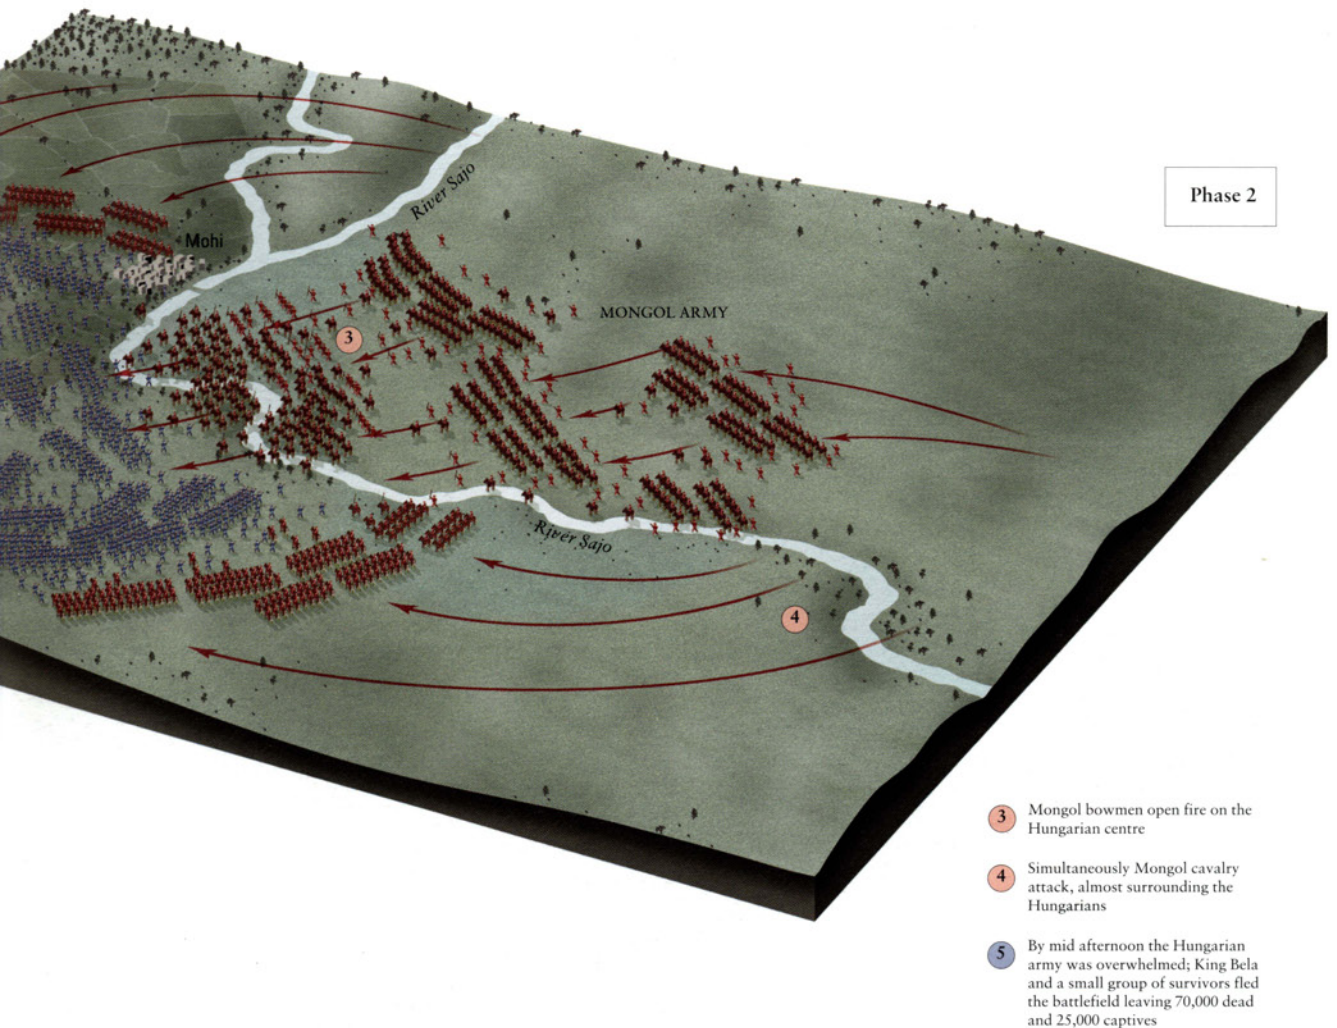 Phase 2
River Sajo
Mohi
MONGOL ARMY
3
River Sajo
4
3 Mongol bowmen open fire on the
Hungarian centre
4 Simultaneously Mongol cavalry
attack, almost surrounding the
Hungarians
5 By mid afternoon the Hungarian
army was overwhelmed; King Bela
and a small group of survivors fled
the battlefield leaving 70,000 dead
and 25,000 captives